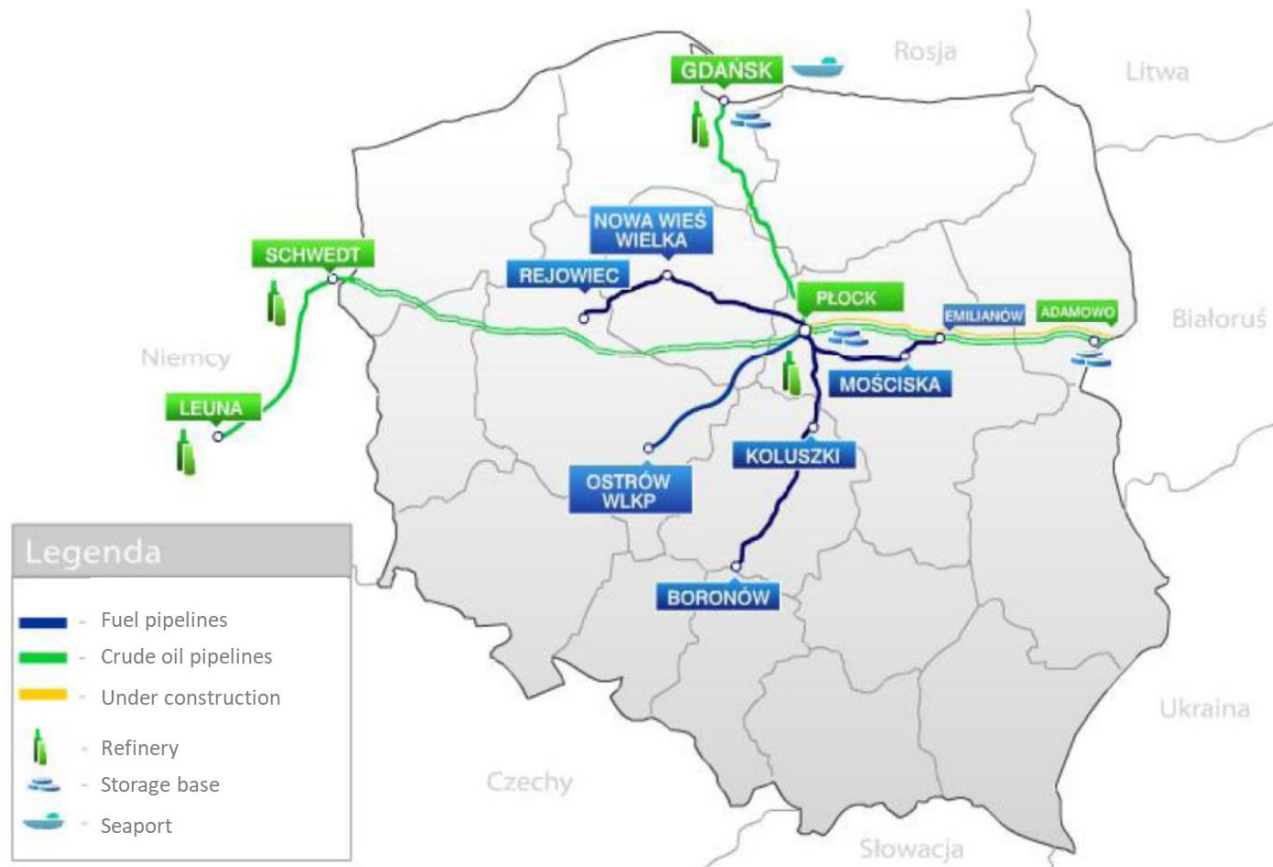 Rosja
Litwa
GDAŃSK
NOWA WIEŚ
WIELKA
SCHWEDT
REJOWIEC
PŁOCK
EMILIANÓW
ADAMOWO
Białoruś
Niemcy
MOŚCISKA
LEUNA
KOLUSZKI
OSTRÓW
WLKP
BORONÓW
Legenda
- Fuel pipelines
- Crude oil pipelines
- Under construction
- Refinery
- Storage base
- Seaport
Ukraina
Czechy
Słowacja